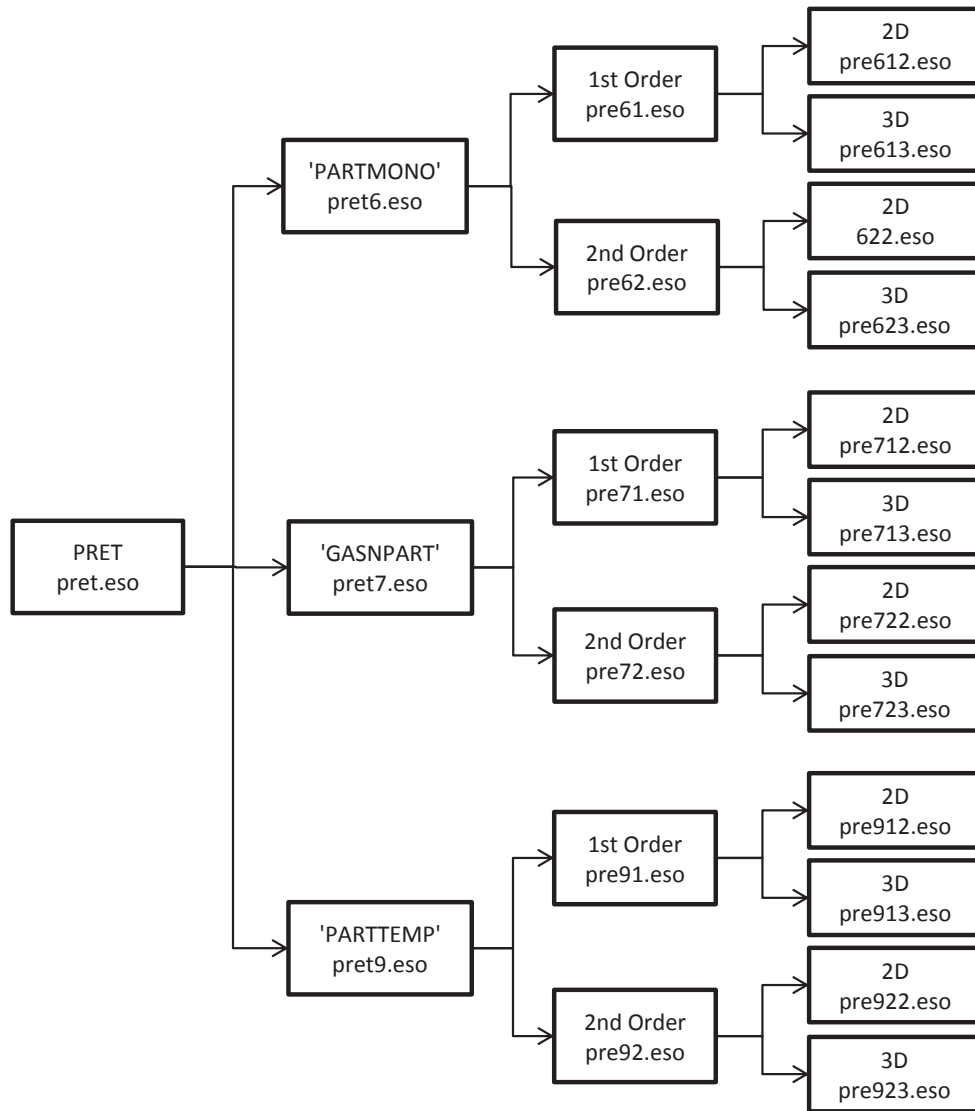 PRET
pret.eso
'PARTMONO'
pret6.eso
1st Order
pre61.eso
2D
pre612.eso
3D
pre613.eso
2nd Order
pre62.eso
2D
622.eso
3D
pre623.eso
'GASNPART'
pret7.eso
1st Order
pre71.eso
2D
pre712.eso
3D
pre713.eso
2nd Order
pre72.eso
2D
pre722.eso
3D
pre723.eso
'PARTTEMP'
pret9.eso
1st Order
pre91.eso
2D
pre912.eso
3D
pre913.eso
2nd Order
pre92.eso
2D
pre922.eso
3D
pre923.eso